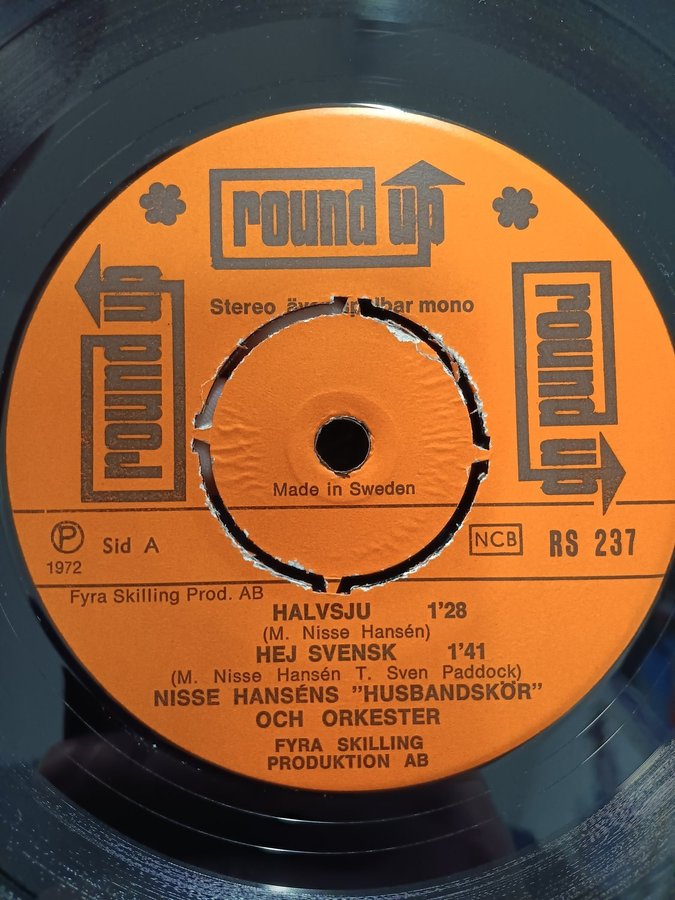 round up
round up
round up
Stereo spelbar mono
Made in Sweden
P
1972
Sid A
NCB
RS 237
Fyra Skilling Prod. AB
HALVSJU 1'28
(M. Nisse Hansén)
HEJ SVENSK 1'41
(M. Nisse Hansén T. Sven Paddock)
NISSE HANSÉNS "HUSBANDSKÖR"
OCH ORKESTER
FYRA SKILLING
PRODUKTION AB